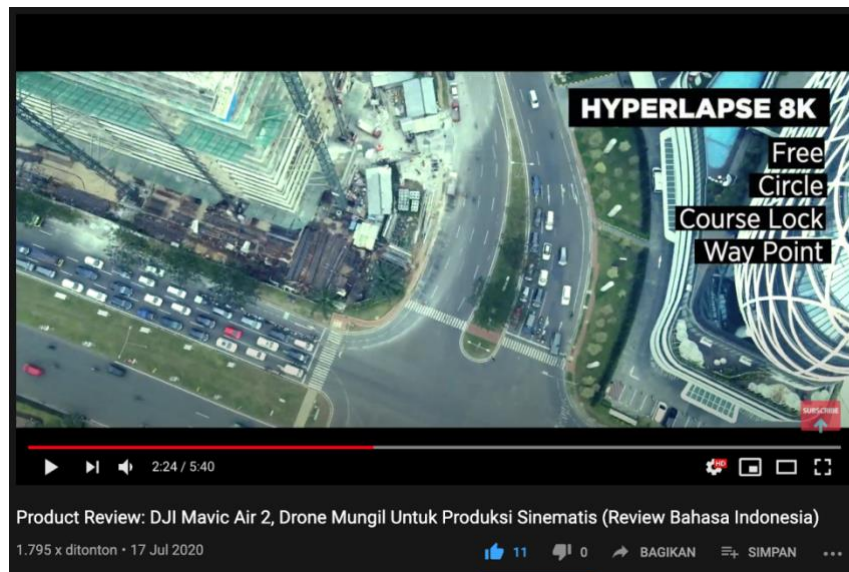 HYPERLAPSE 8K
Free
Circle
Course Lock
Way Point
SUBSCRIBE
2:24 / 5:40
HD
Product Review: DJI Mavic Air 2, Drone Mungil Untuk Produksi Sinematis (Review Bahasa Indonesia)
1.795 x ditonton • 17 Jul 2020
11
0
BAGIKAN
SIMPAN